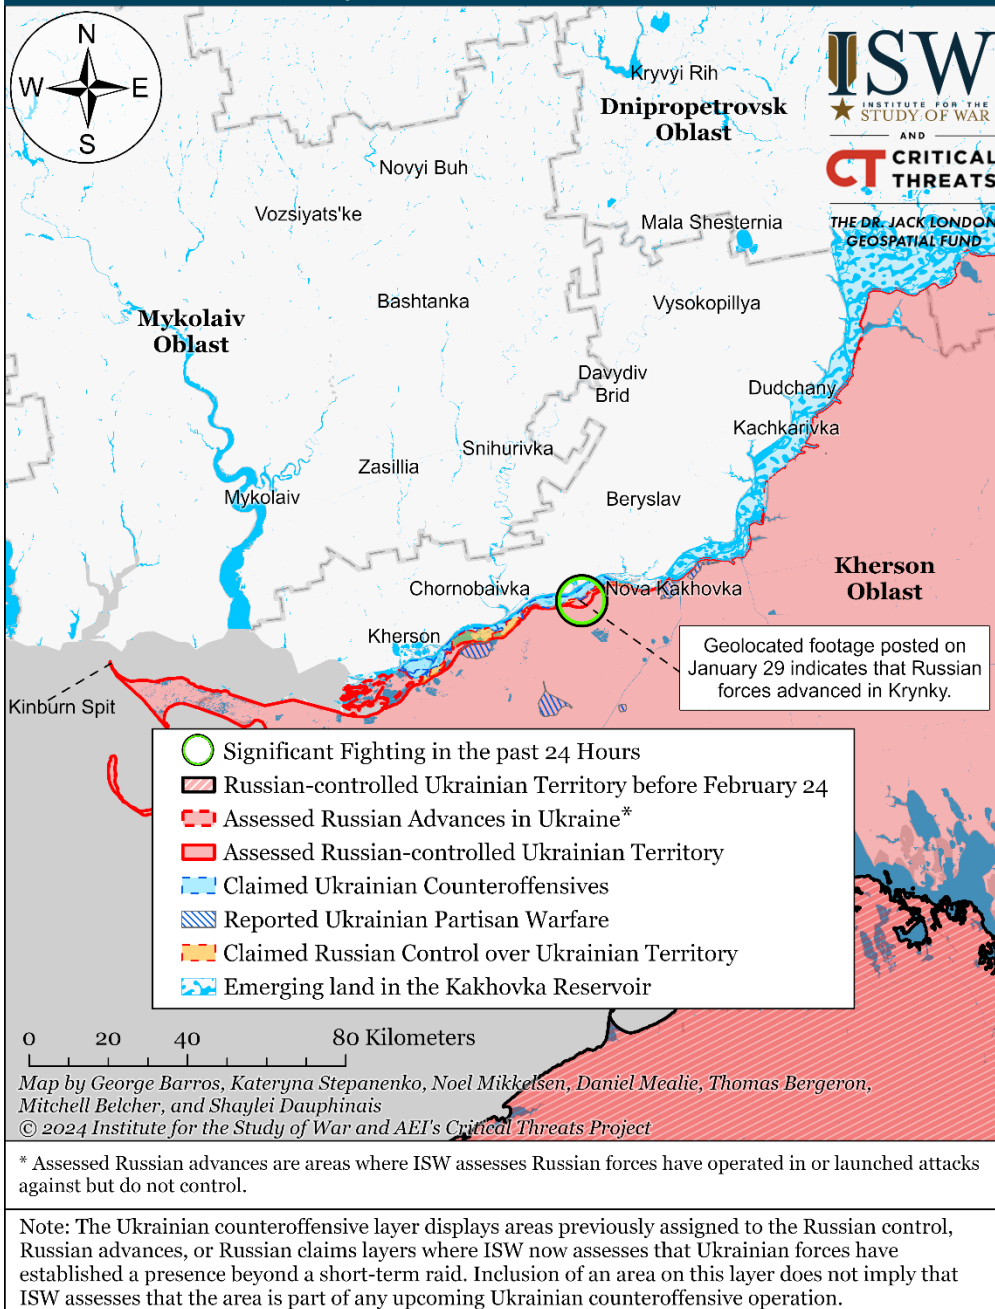 N
W
E
S
ISW
INSTITUTE FOR THE
STUDY OF WAR
AND
CT CRITICAL
THREATS
THE DR. JACK LONDON
GEOSPATIAL FUND
Kryvyi Rih
Dnipropetrovsk
Oblast
Novyi Buh
Vozsiyats'ke
Mala Shesternia
Bashtanka
Vysokopillya
Mykolaiv
Oblast
Davydiv
Brid
Dudchany
Kachkarivka
Snihurivka
Zasillia
Mykolaiv
Beryslav
Kherson
Oblast
Chornobaivka
Nova Kakhovka
Kherson
Geolocated footage posted on
January 29 indicates that Russian
forces advanced in Krynky.
Kinburn Spit
Significant Fighting in the past 24 Hours
Russian-controlled Ukrainian Territory before February 24
Assessed Russian Advances in Ukraine*
Assessed Russian-controlled Ukrainian Territory
Claimed Ukrainian Counteroffensives
Reported Ukrainian Partisan Warfare
Claimed Russian Control over Ukrainian Territory
Emerging land in the Kakhovka Reservoir
0 20 40 80 Kilometers
Map by George Barros, Kateryna Stepanenko, Noel Mikkelsen, Daniel Mealie, Thomas Bergeron,
Mitchell Belcher, and Shaylei Dauphinais
© 2024 Institute for the Study of War and AEI's Critical Threats Project
* Assessed Russian advances are areas where ISW assesses Russian forces have operated in or launched attacks
against but do not control.
Note: The Ukrainian counteroffensive layer displays areas previously assigned to the Russian control,
Russian advances, or Russian claims layers where ISW now assesses that Ukrainian forces have
established a presence beyond a short-term raid. Inclusion of an area on this layer does not imply that
ISW assesses that the area is part of any upcoming Ukrainian counteroffensive operation.